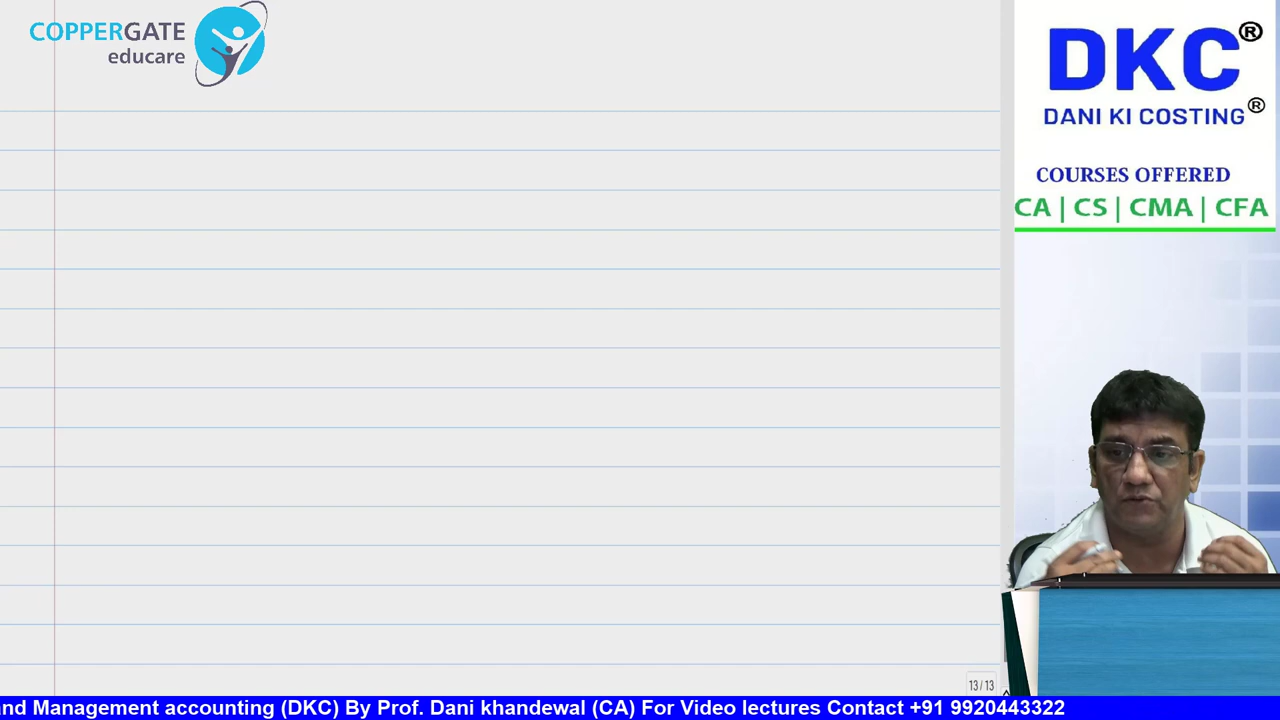 COPPERGATE
educare
DKC®
DANI KI COSTING®
COURSES OFFERED
CA | CS | CMA | CFA
13/13
and Management accounting (DKC) By Prof. Dani khandewal (CA) For Video lectures Contact +91 9920443322